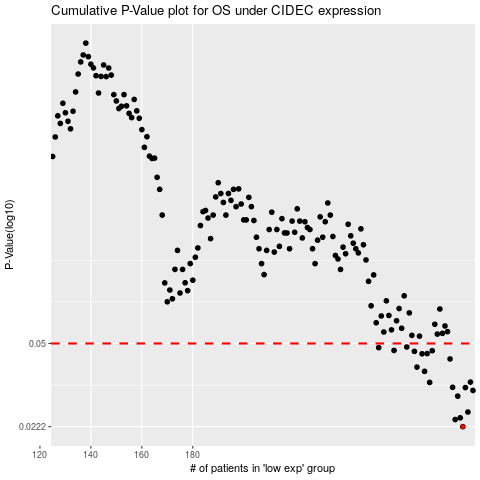 Cumulative P-Value plot for OS under CIDEC expression
P-Value(log10)
0.05
0.0222
120 140 160 180
# of patients in 'low exp' group